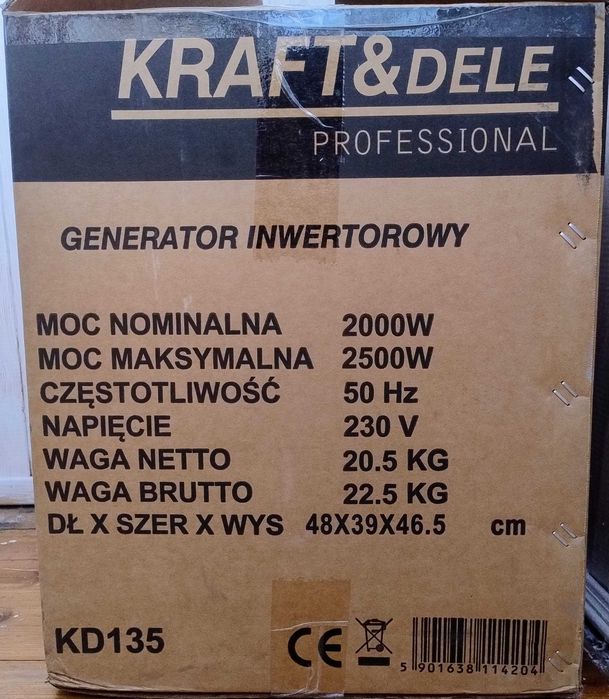 KRAFT&DELE
PROFESSIONAL
GENERATOR INWERTOROWY
MOC NOMINALNA 2000W
MOC MAKSYMALNA 2500W
CZĘSTOTLIWOŚĆ 50 Hz
NAPIĘCIE 230 V
WAGA NETTO 20.5 KG
WAGA BRUTTO 22.5 KG
DŁ X SZER X WYS 48X39X46.5 cm
KD135 CE
5 901638 114204